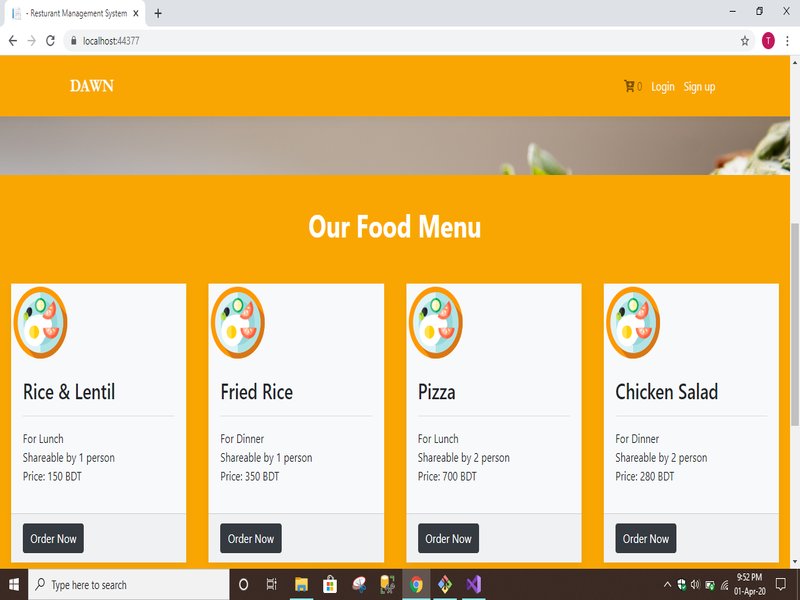 - Resturant Management System
localhost:44377
T
DAWN
0 Login Sign up
Our Food Menu
Rice & Lentil
For Lunch
Shareable by 1 person
Price: 150 BDT
Order Now
Fried Rice
For Dinner
Shareable by 1 person
Price: 350 BDT
Order Now
Pizza
For Lunch
Shareable by 2 person
Price: 700 BDT
Order Now
Chicken Salad
For Dinner
Shareable by 2 person
Price: 280 BDT
Order Now
Type here to search
9:52 PM
01-Apr-20